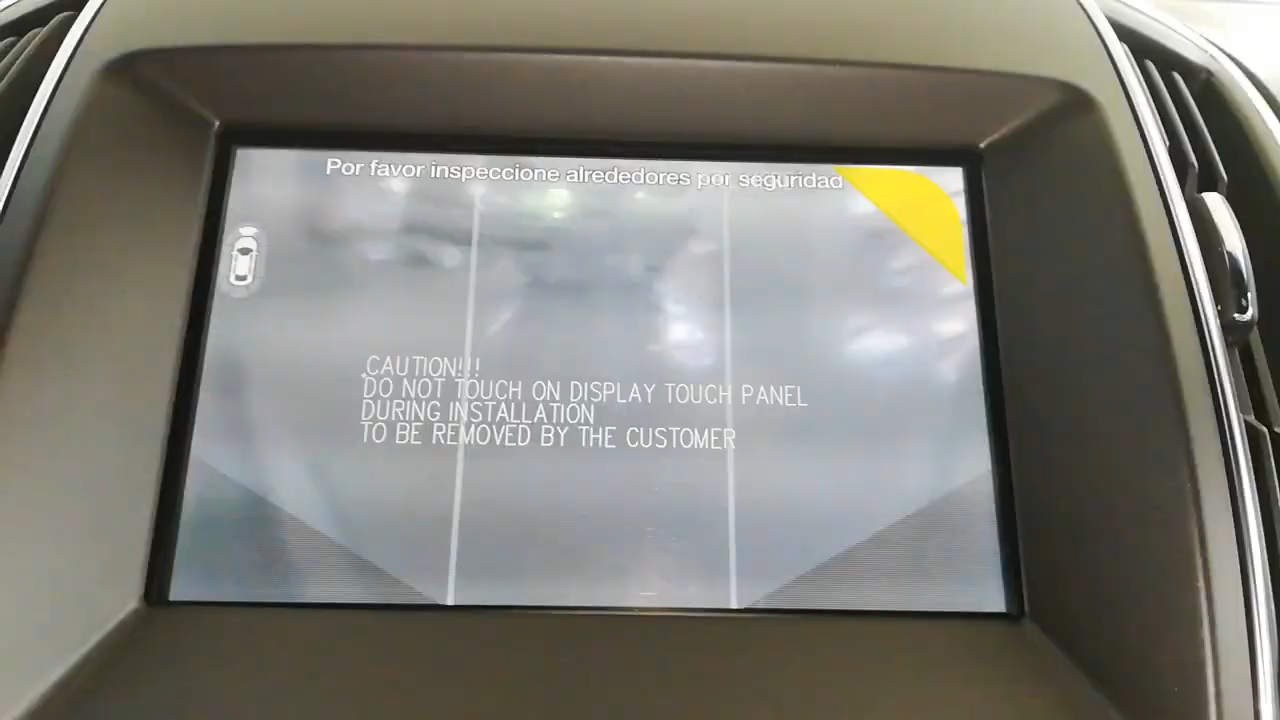 Por favor inspeccione alrededores por seguridad
CAUTION!!!
DO NOT TOUCH ON DISPLAY TOUCH PANEL
DURING INSTALLATION
TO BE REMOVED BY THE CUSTOMER